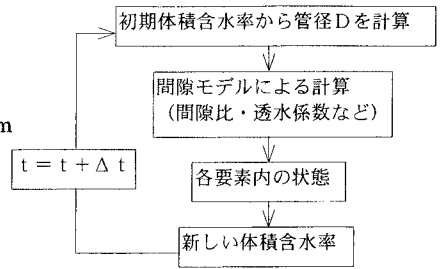 初期体積含水率から管径Dを計算
間隙モデルによる計算
（間隙比・透水係数など）
m
t＝t＋Δt
各要素内の状態
新しい体積含水率